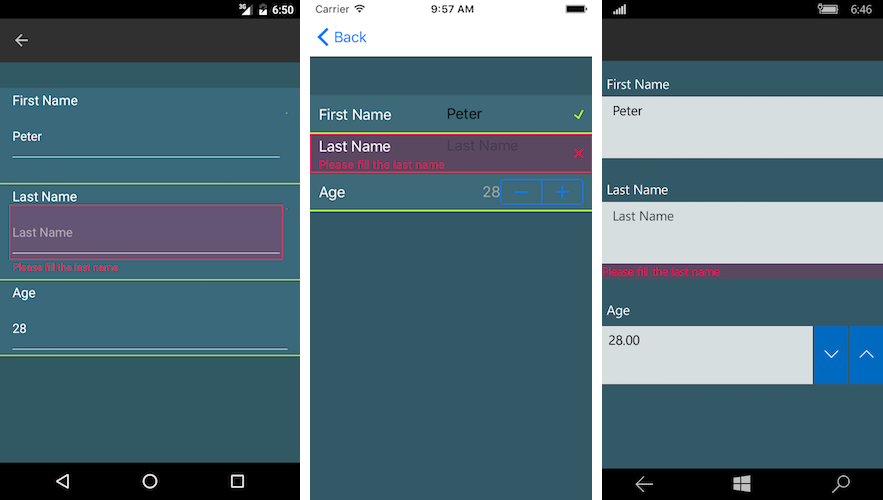 3G 6:50
First Name
Peter
Last Name
Last Name
Please fill the last name
Age
28
Carrier 9:57 AM
Back
First Name Peter
Last Name Last Name
Please fill the last name
Age 28
6:46
First Name
Peter
Last Name
Last Name
Please fill the last name
Age
28.00